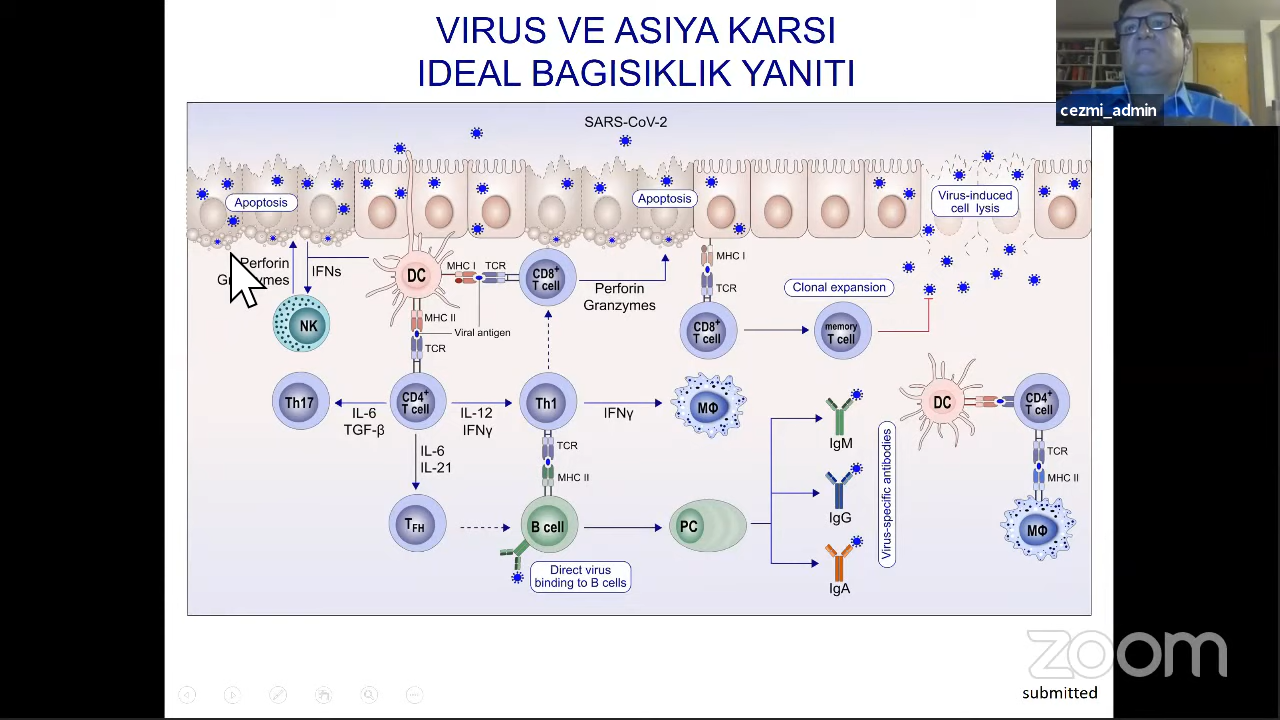 VIRUS VE ASIYA KARSI
IDEAL BAGISIKLIK YANITI
cezmi_admin
SARS-CoV-2
Apoptosis
Apoptosis
Virus-induced
cell lysis
Perforin
IFNs
DC
MHC I
TCR
CD8+
T cell
Perforin
Granzymes
MHC I
TCR
Clonal expansion
NK
MHC II
TCR
Viral antigen
CD8+
T cell
memory
T cell
Th17
IL-6
TGF-β
CD4+
T cell
IL-12
IFNγ
Th1
IFNγ
MΦ
IgM
DC
CD4+
T cell
IL-6
IL-21
TCR
MHC II
IgG
Virus-specific antibodies
TCR
MHC II
TFH
B cell
PC
MΦ
Direct virus
binding to B cells
IgA
zoom
submitted